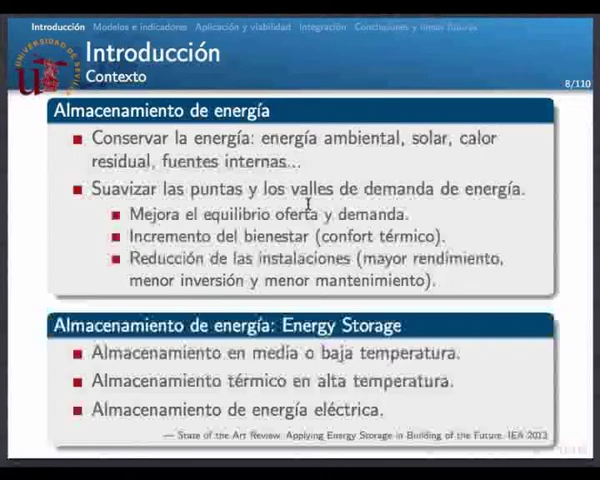 Introducción Modelos e indicadores Aplicación y viabilidad Integración Conclusiones y líneas futuras
UNIVERSIDAD DE SEVILLA
Introducción
Contexto
8/110
Almacenamiento de energía
Conservar la energía: energía ambiental, solar, calor
residual, fuentes internas...
Suavizar las puntas y los valles de demanda de energía.
Mejora el equilibrio oferta y demanda.
Incremento del bienestar (confort térmico).
Reducción de las instalaciones (mayor rendimiento,
menor inversión y menor mantenimiento).
Almacenamiento de energía: Energy Storage
Almacenamiento en media o baja temperatura.
Almacenamiento térmico en alta temperatura.
Almacenamiento de energía eléctrica.
— State of the Art Review. Applying Energy Storage in Building of the Future. IEA 2013